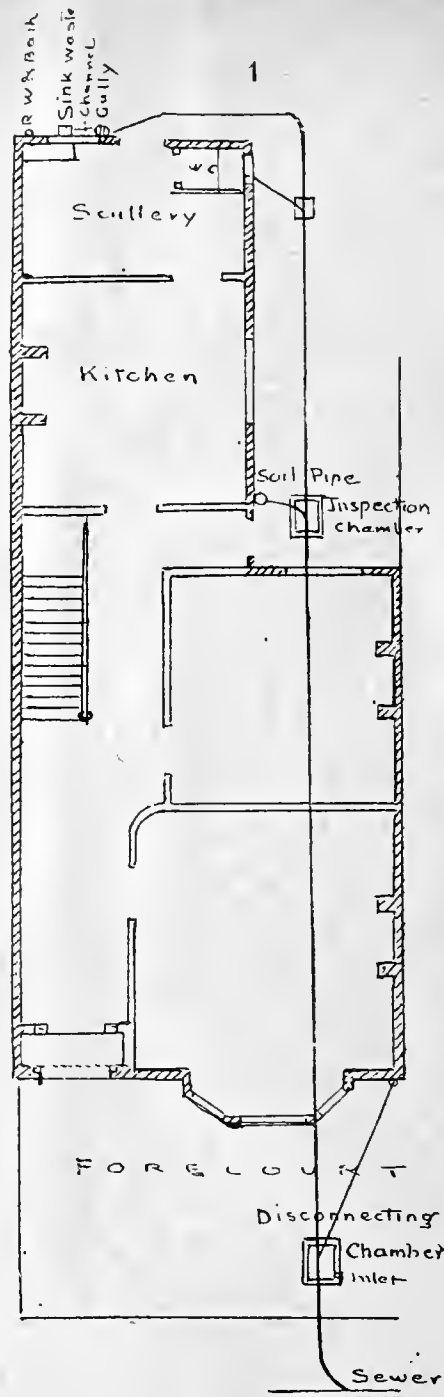 R W & Bath
Sink waste
Channel
Gully
1
W C
Scullery
Kitchen
Soil Pipe
Inspection
Chamber
FORECOURT
Disconnecting
Chamber
Inlet
Sewer